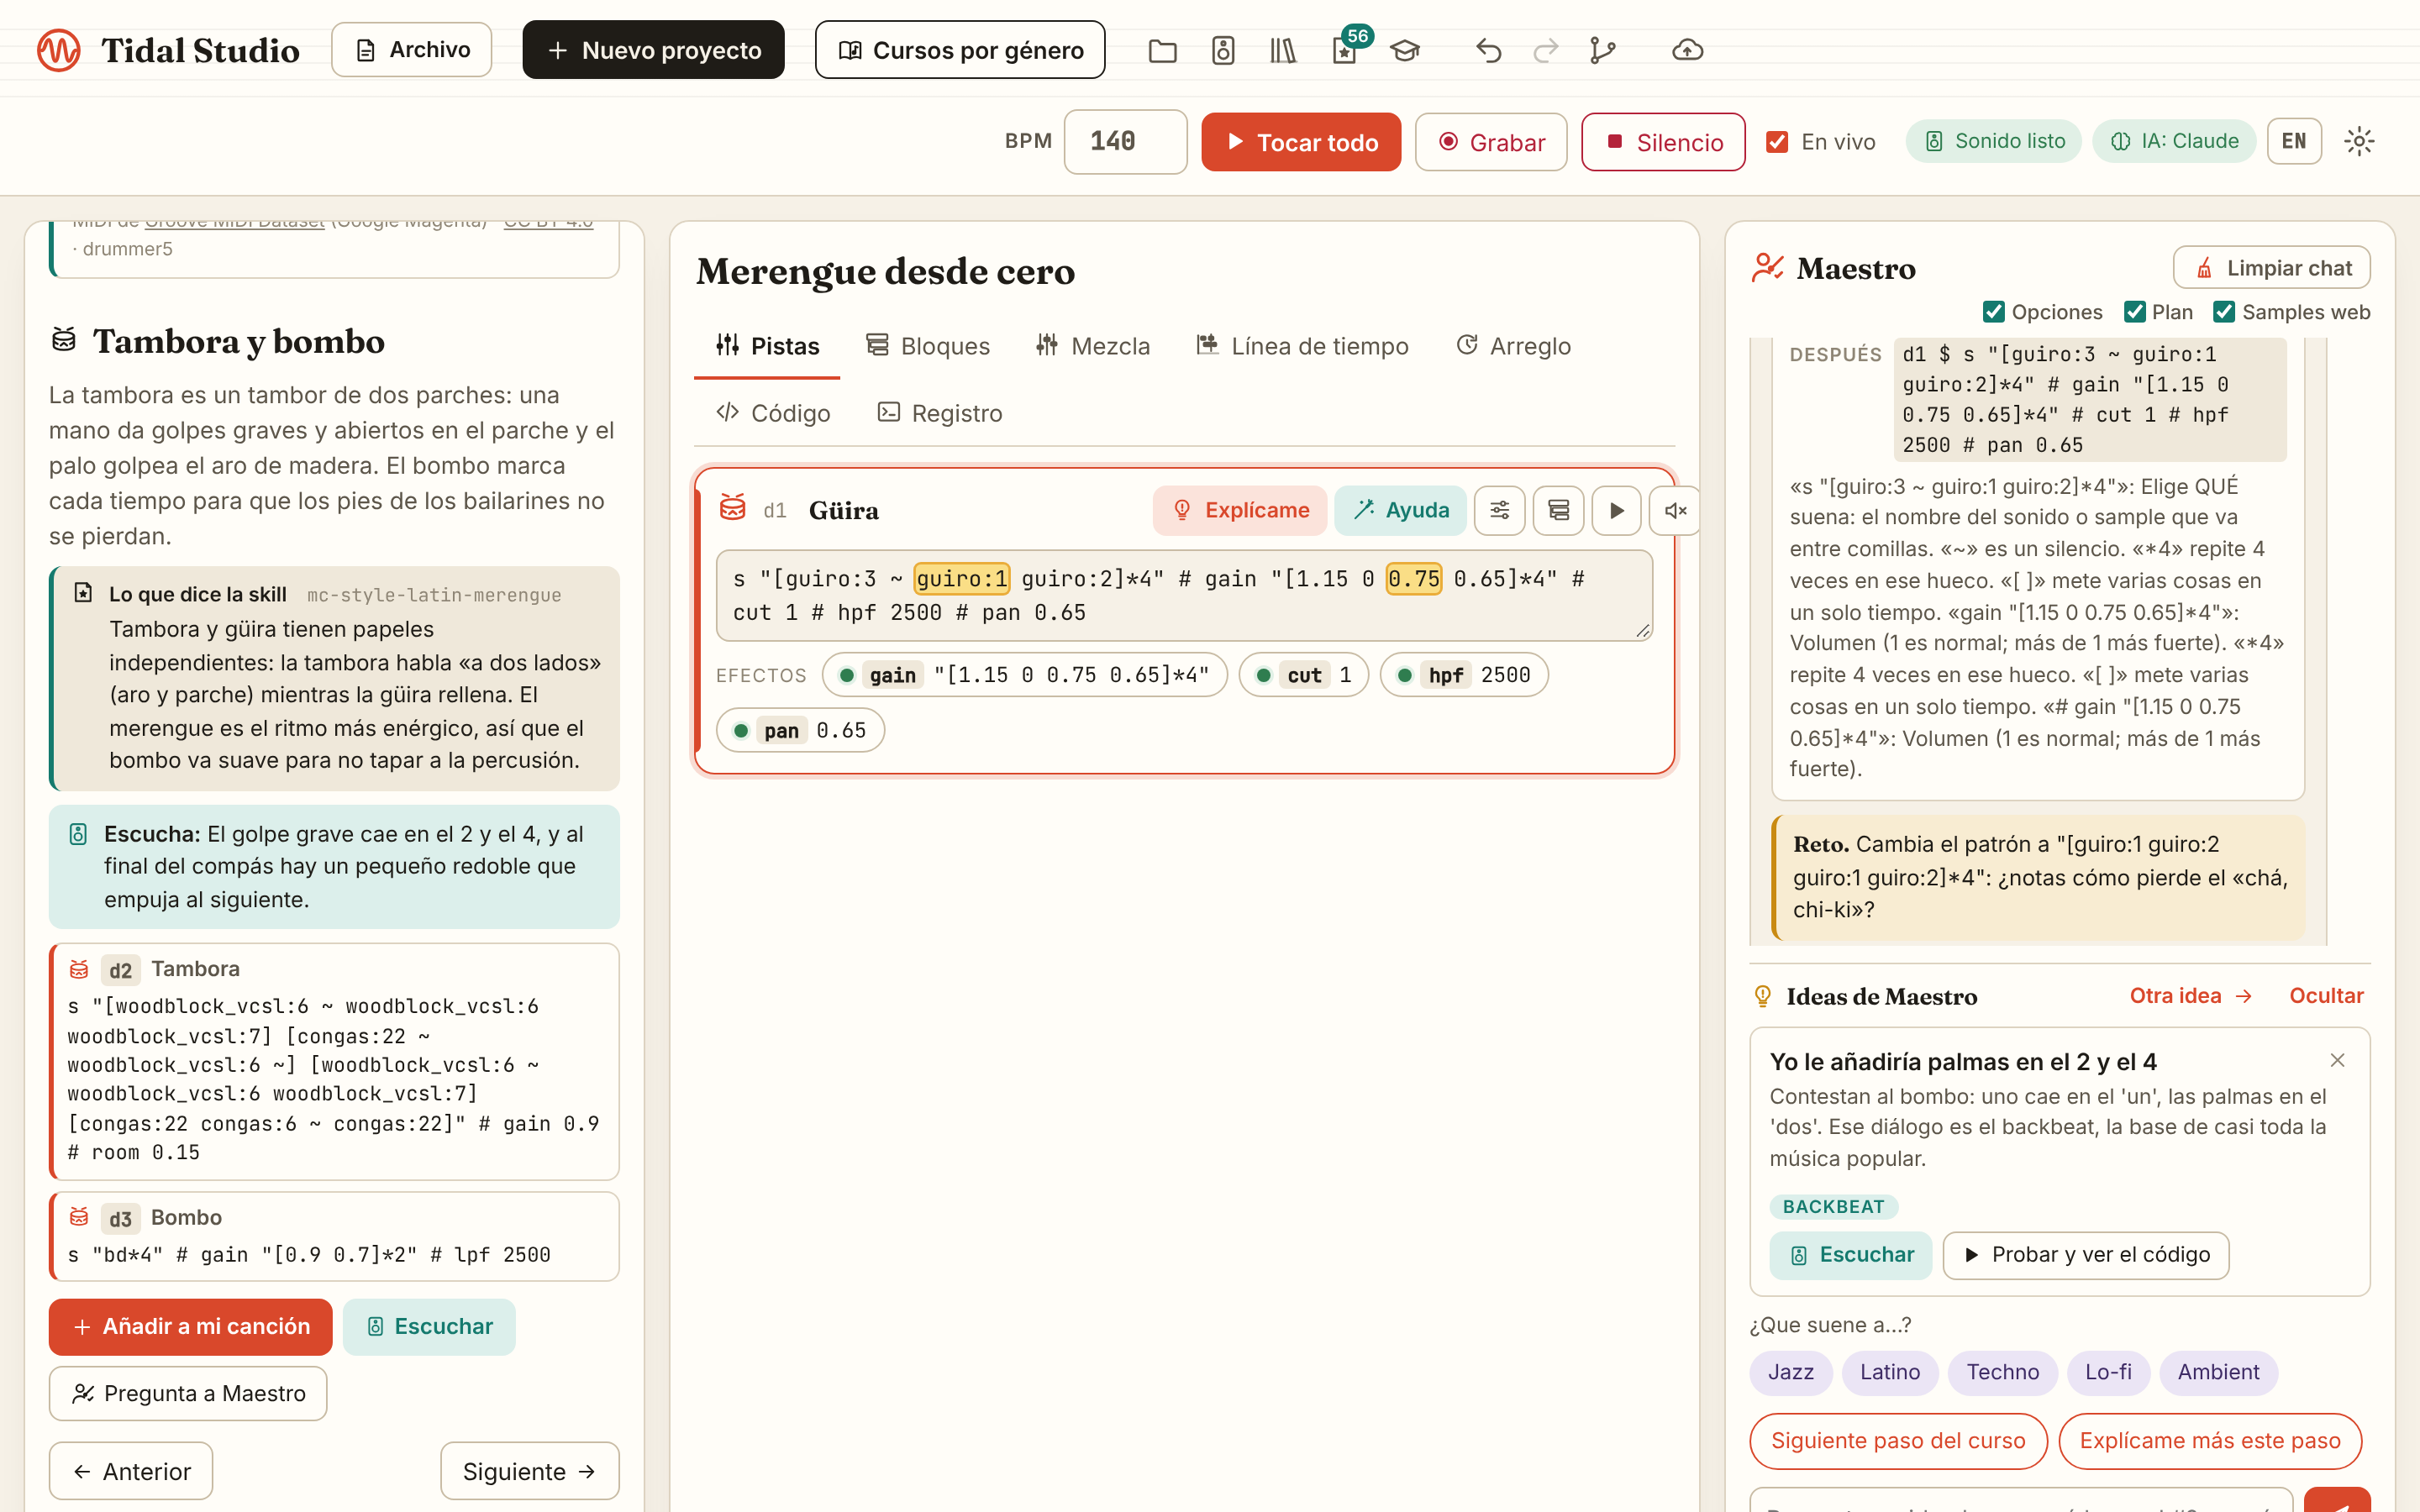 Tidal Studio
Archivo
Nuevo proyecto
Cursos por género
56
BPM
140
Tocar todo
Grabar
Silencio
En vivo
Sonido listo
IA: Claude
EN
MIDI de Groove MIDI Dataset (Google Magenta) CC BY 4.0
· drummer5
Tambora y bombo
La tambora es un tambor de dos parches: una
mano da golpes graves y abiertos en el parche y el
palo golpea el aro de madera. El bombo marca
cada tiempo para que los pies de los bailarines no
se pierdan.
Lo que dice la skill mc-style-latin-merengue
Tambora y güira tienen papeles
independientes: la tambora habla «a dos lados»
(aro y parche) mientras la güira rellena. El
merengue es el ritmo más enérgico, así que el
bombo va suave para no tapar a la percusión.
Escucha: El golpe grave cae en el 2 y el 4, y al
final del compás hay un pequeño redoble que
empuja al siguiente.
d2 Tambora
s "[woodblock_vcsl:6 ~ woodblock_vcsl:6
woodblock_vcsl:7] [congas:22 ~
woodblock_vcsl:6 ~] [woodblock_vcsl:6 ~
woodblock_vcsl:6 woodblock_vcsl:7]
[congas:22 congas:6 ~ congas:22]" # gain 0.9
# room 0.15
d3 Bombo
s "bd*4" # gain "[0.9 0.7]*2" # lpf 2500
Añadir a mi canción
Escuchar
Pregunta a Maestro
Anterior
Siguiente
Merengue desde cero
Pistas
Bloques
Mezcla
Línea de tiempo
Arreglo
Código
Registro
d1 Güira
Explícame
Ayuda
s "[guiro:3 ~ guiro:1 guiro:2]*4" # gain "[1.15 0 0.75 0.65]*4" #
cut 1 # hpf 2500 # pan 0.65
EFECTOS
gain "[1.15 0 0.75 0.65]*4"
cut 1
hpf 2500
pan 0.65
Maestro
Limpiar chat
Opciones
Plan
Samples web
DESPUÉS
d1 $ s "[guiro:3 ~ guiro:1
guiro:2]*4" # gain "[1.15 0
0.75 0.65]*4" # cut 1 # hpf
2500 # pan 0.65
«s "[guiro:3 ~ guiro:1 guiro:2]*4"»: Elige QUÉ
suena: el nombre del sonido o sample que va
entre comillas. «~» es un silencio. «*4» repite 4
veces en ese hueco. «[ ]» mete varias cosas en
un solo tiempo. «gain "[1.15 0 0.75 0.65]*4"»:
Volumen (1 es normal; más de 1 más fuerte). «*4»
repite 4 veces en ese hueco. «[ ]» mete varias
cosas en un solo tiempo. «# gain "[1.15 0 0.75
0.65]*4"»: Volumen (1 es normal; más de 1 más
fuerte).
Reto. Cambia el patrón a "[guiro:1 guiro:2
guiro:1 guiro:2]*4": ¿notas cómo pierde el «chá,
chi-ki»?
Ideas de Maestro
Otra idea →
Ocultar
Yo le añadiría palmas en el 2 y el 4
Contestan al bombo: uno cae en el 'un', las palmas en el
'dos'. Ese diálogo es el backbeat, la base de casi toda la
música popular.
BACKBEAT
Escuchar
Probar y ver el código
¿Que suene a...?
Jazz
Latino
Techno
Lo-fi
Ambient
Siguiente paso del curso
Explícame más este paso